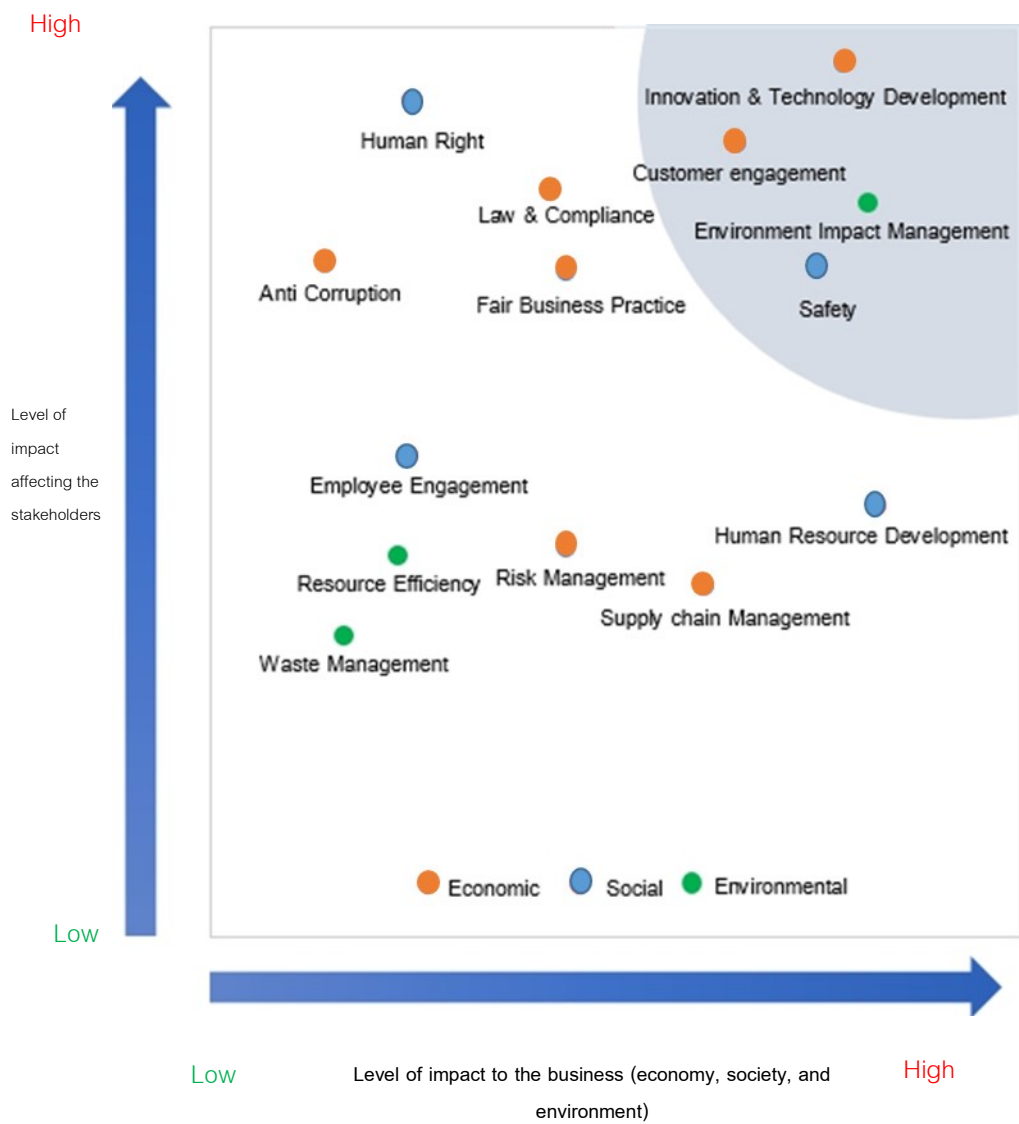 High
Innovation & Technology Development
Human Right
Customer engagement
Law & Compliance
Environment Impact Management
Anti Corruption
Fair Business Practice
Safety
Level of
impact
affecting the
stakeholders
Employee Engagement
Human Resource Development
Resource Efficiency
Risk Management
Supply chain Management
Waste Management
Economic
Social
Environmental
Low
Low
Level of impact to the business (economy, society, and
environment)
High